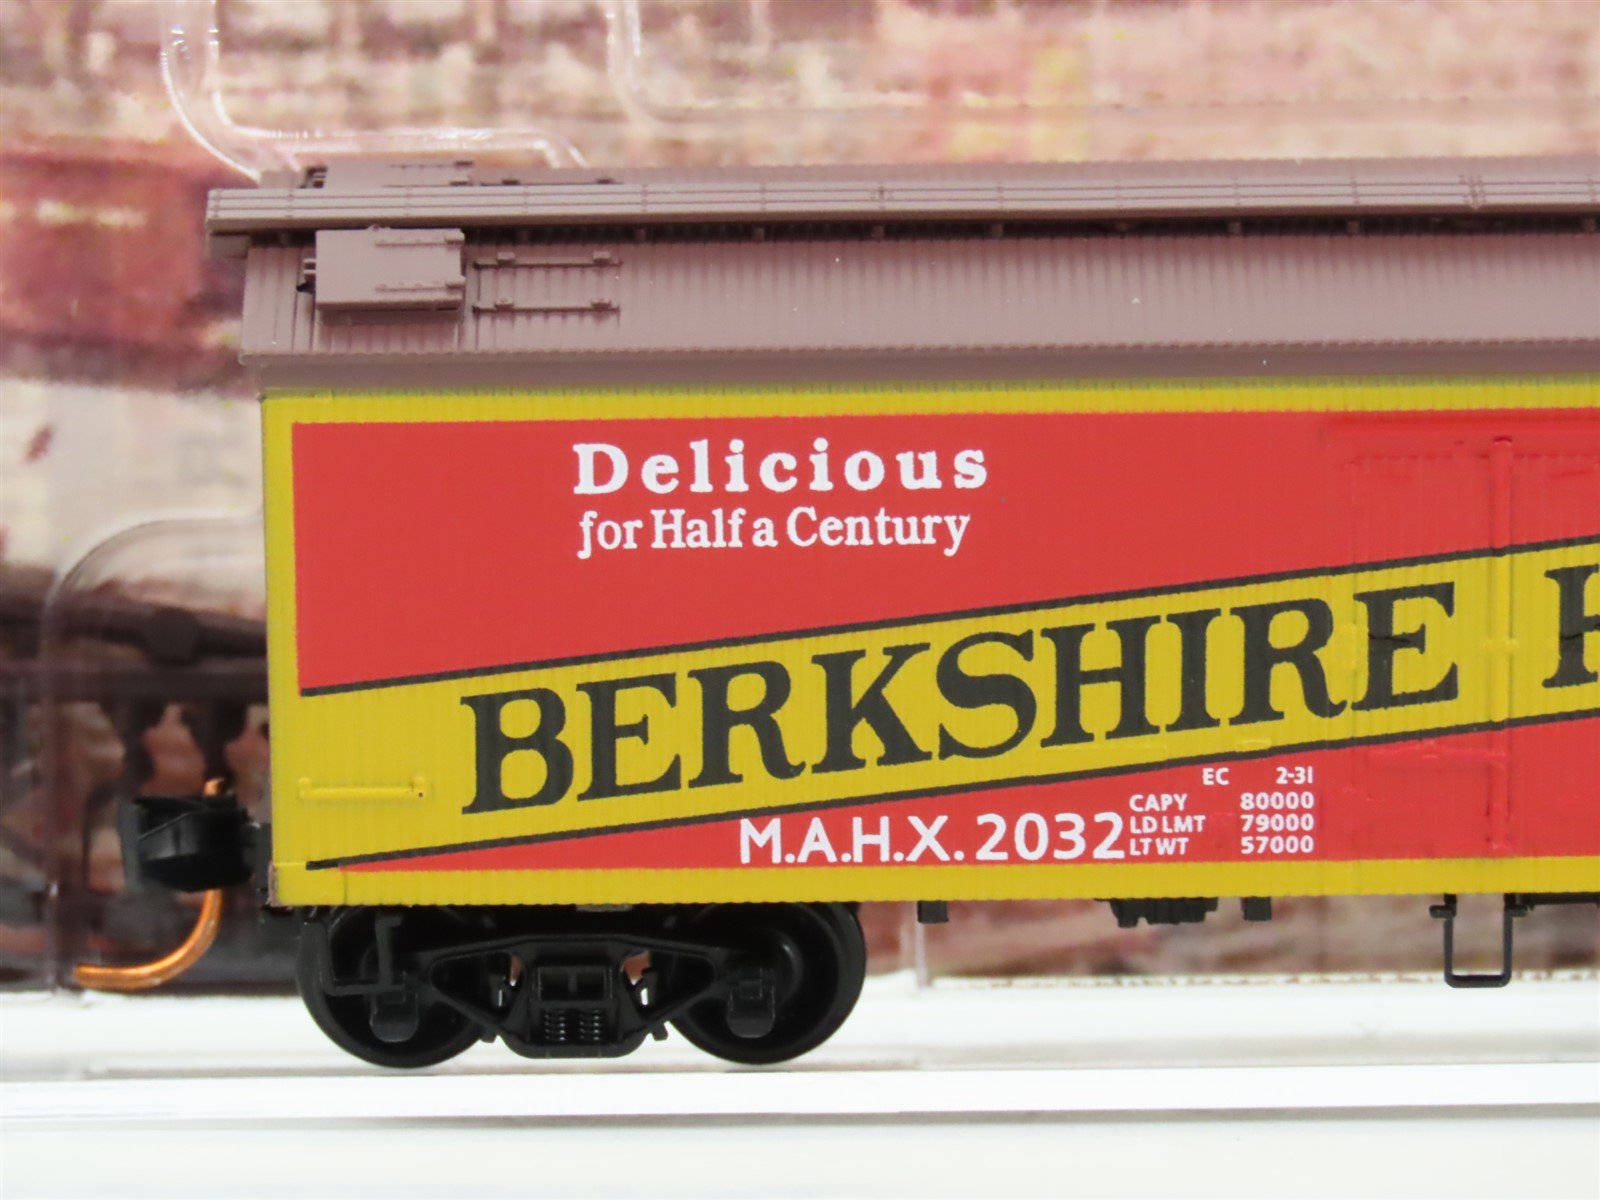 Delicious
for Half a Century
BERKSHIRE
EC 2-31
M.A.H.X. 2032
CAPY 80000
LD LMT 79000
LT WT 57000